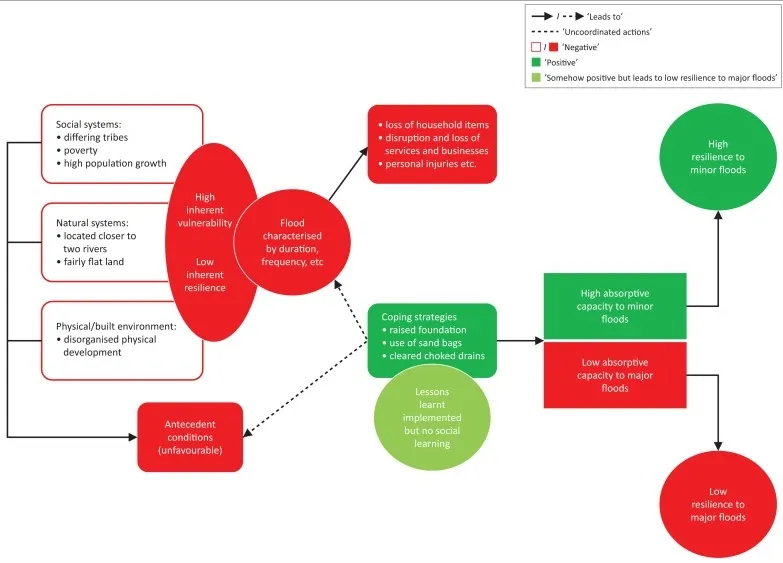 / 'Leads to'
'Uncoordinated actions'
/ 'Negative'
'Positive'
'Somehow positive but leads to low resilience to major floods'
Social systems:
• differing tribes
• poverty
• high population growth
Natural systems:
• located closer to
two rivers
• fairly flat land
Physical/built environment:
• disorganised physical
development
High
inherent
vulnerability
Low
inherent
resilience
Flood
characterised
by duration,
frequency, etc
• loss of household items
• disruption and loss of
services and businesses
• personal injuries etc.
Antecedent
conditions
(unfavourable)
Coping strategies
• raised foundation
• use of sand bags
• cleared choked drains
Lessons
learnt
implemented
but no social
learning
High absorptive
capacity to minor
floods
Low absorptive
capacity to major
floods
High
resilience to
minor floods
Low
resilience to
major floods